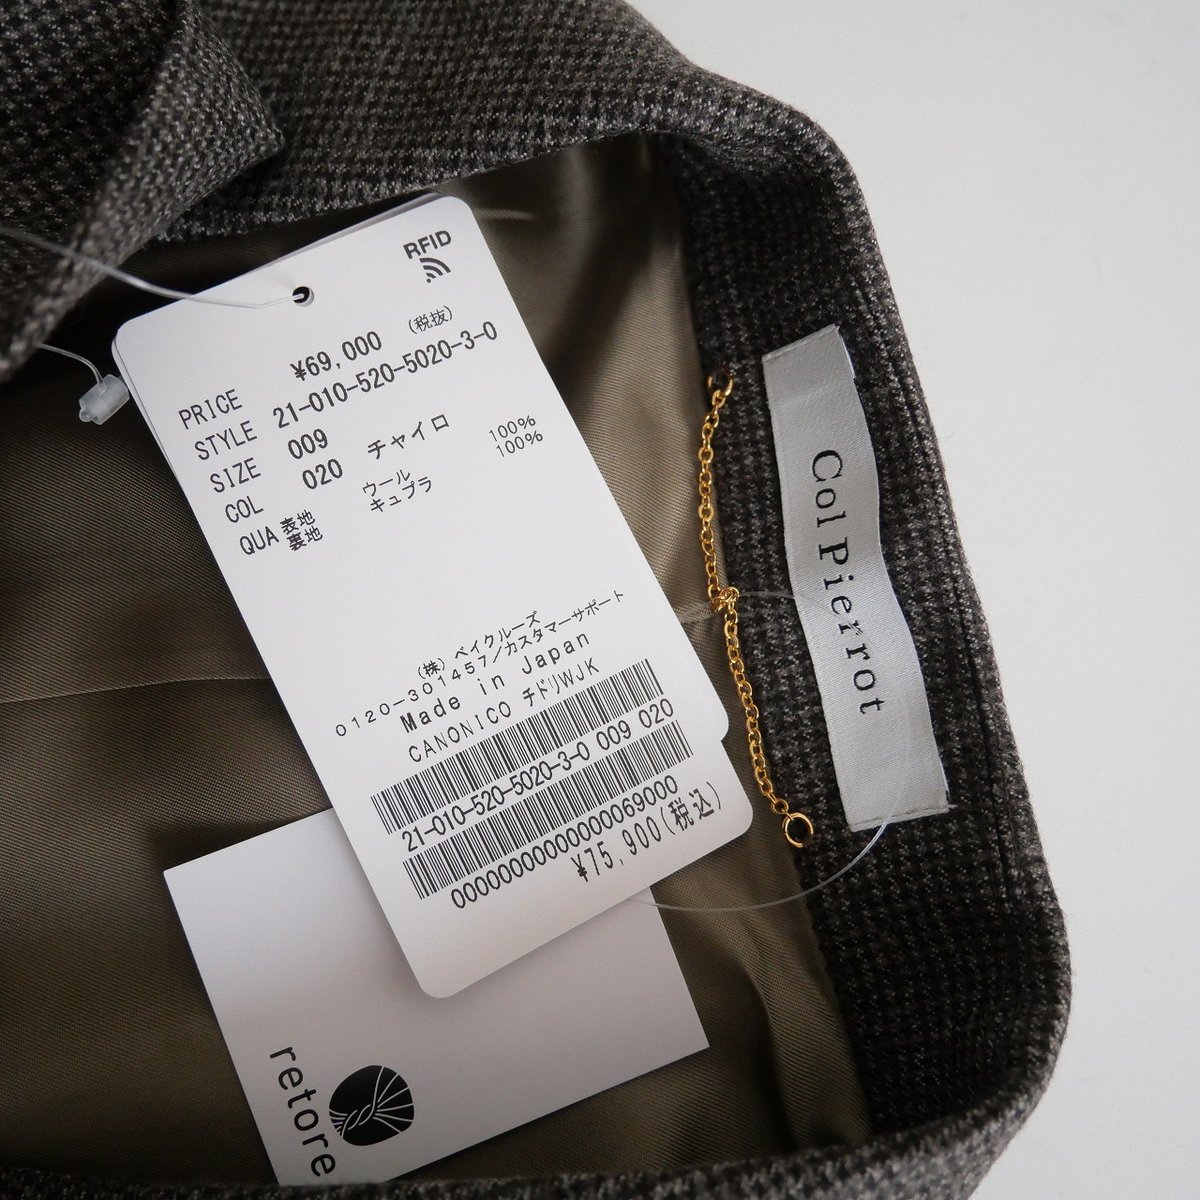 RFID
PRICE ¥69,000 (税抜)
STYLE 21-010-520-5020-3-0
SIZE 009
COL 020 チャイロ
QUA 表地 ウール 100%
裏地 キュプラ 100%
(株) ベイクルーズ
0120-301457/カスタマーサポート
Made in Japan
CANONICO チドリWJK
21-010-520-5020-3-0 009 020
00000000000000069000
¥75,900(税込)
Col Pierrot
retore